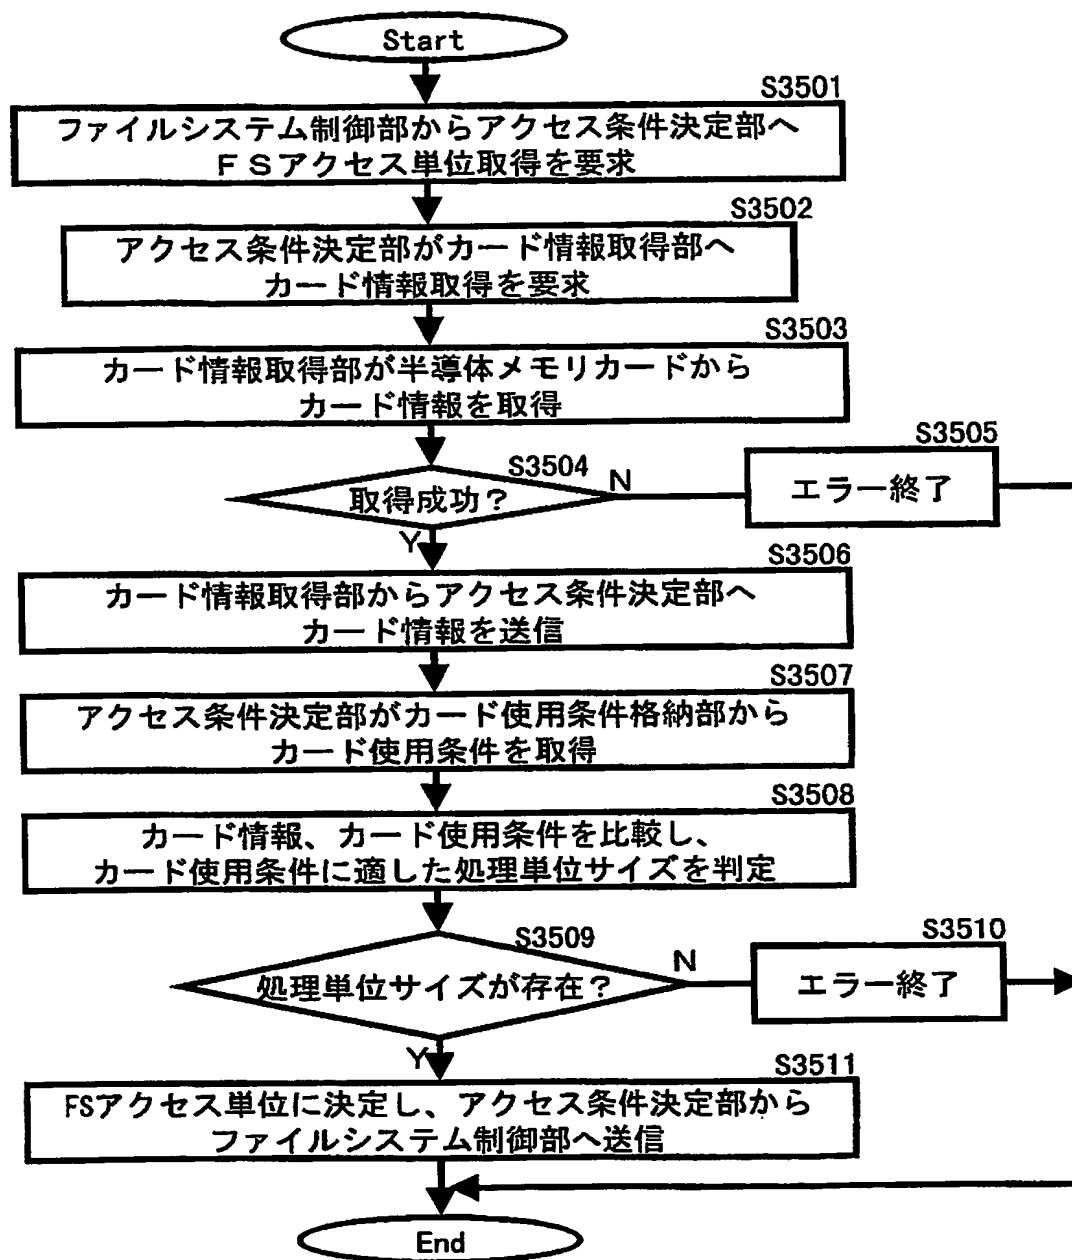 Start
S3501
ファイルシステム制御部からアクセス条件決定部へ
ＦＳアクセス単位取得を要求
S3502
アクセス条件決定部がカード情報取得部へ
カード情報取得を要求
S3503
カード情報取得部が半導体メモリカードから
カード情報を取得
S3504
取得成功？
N
Y
S3505
エラー終了
S3506
カード情報取得部からアクセス条件決定部へ
カード情報を送信
S3507
アクセス条件決定部がカード使用条件格納部から
カード使用条件を取得
S3508
カード情報、カード使用条件を比較し、
カード使用条件に適した処理単位サイズを判定
S3509
処理単位サイズが存在？
N
Y
S3510
エラー終了
S3511
FSアクセス単位に決定し、アクセス条件決定部から
ファイルシステム制御部へ送信
End